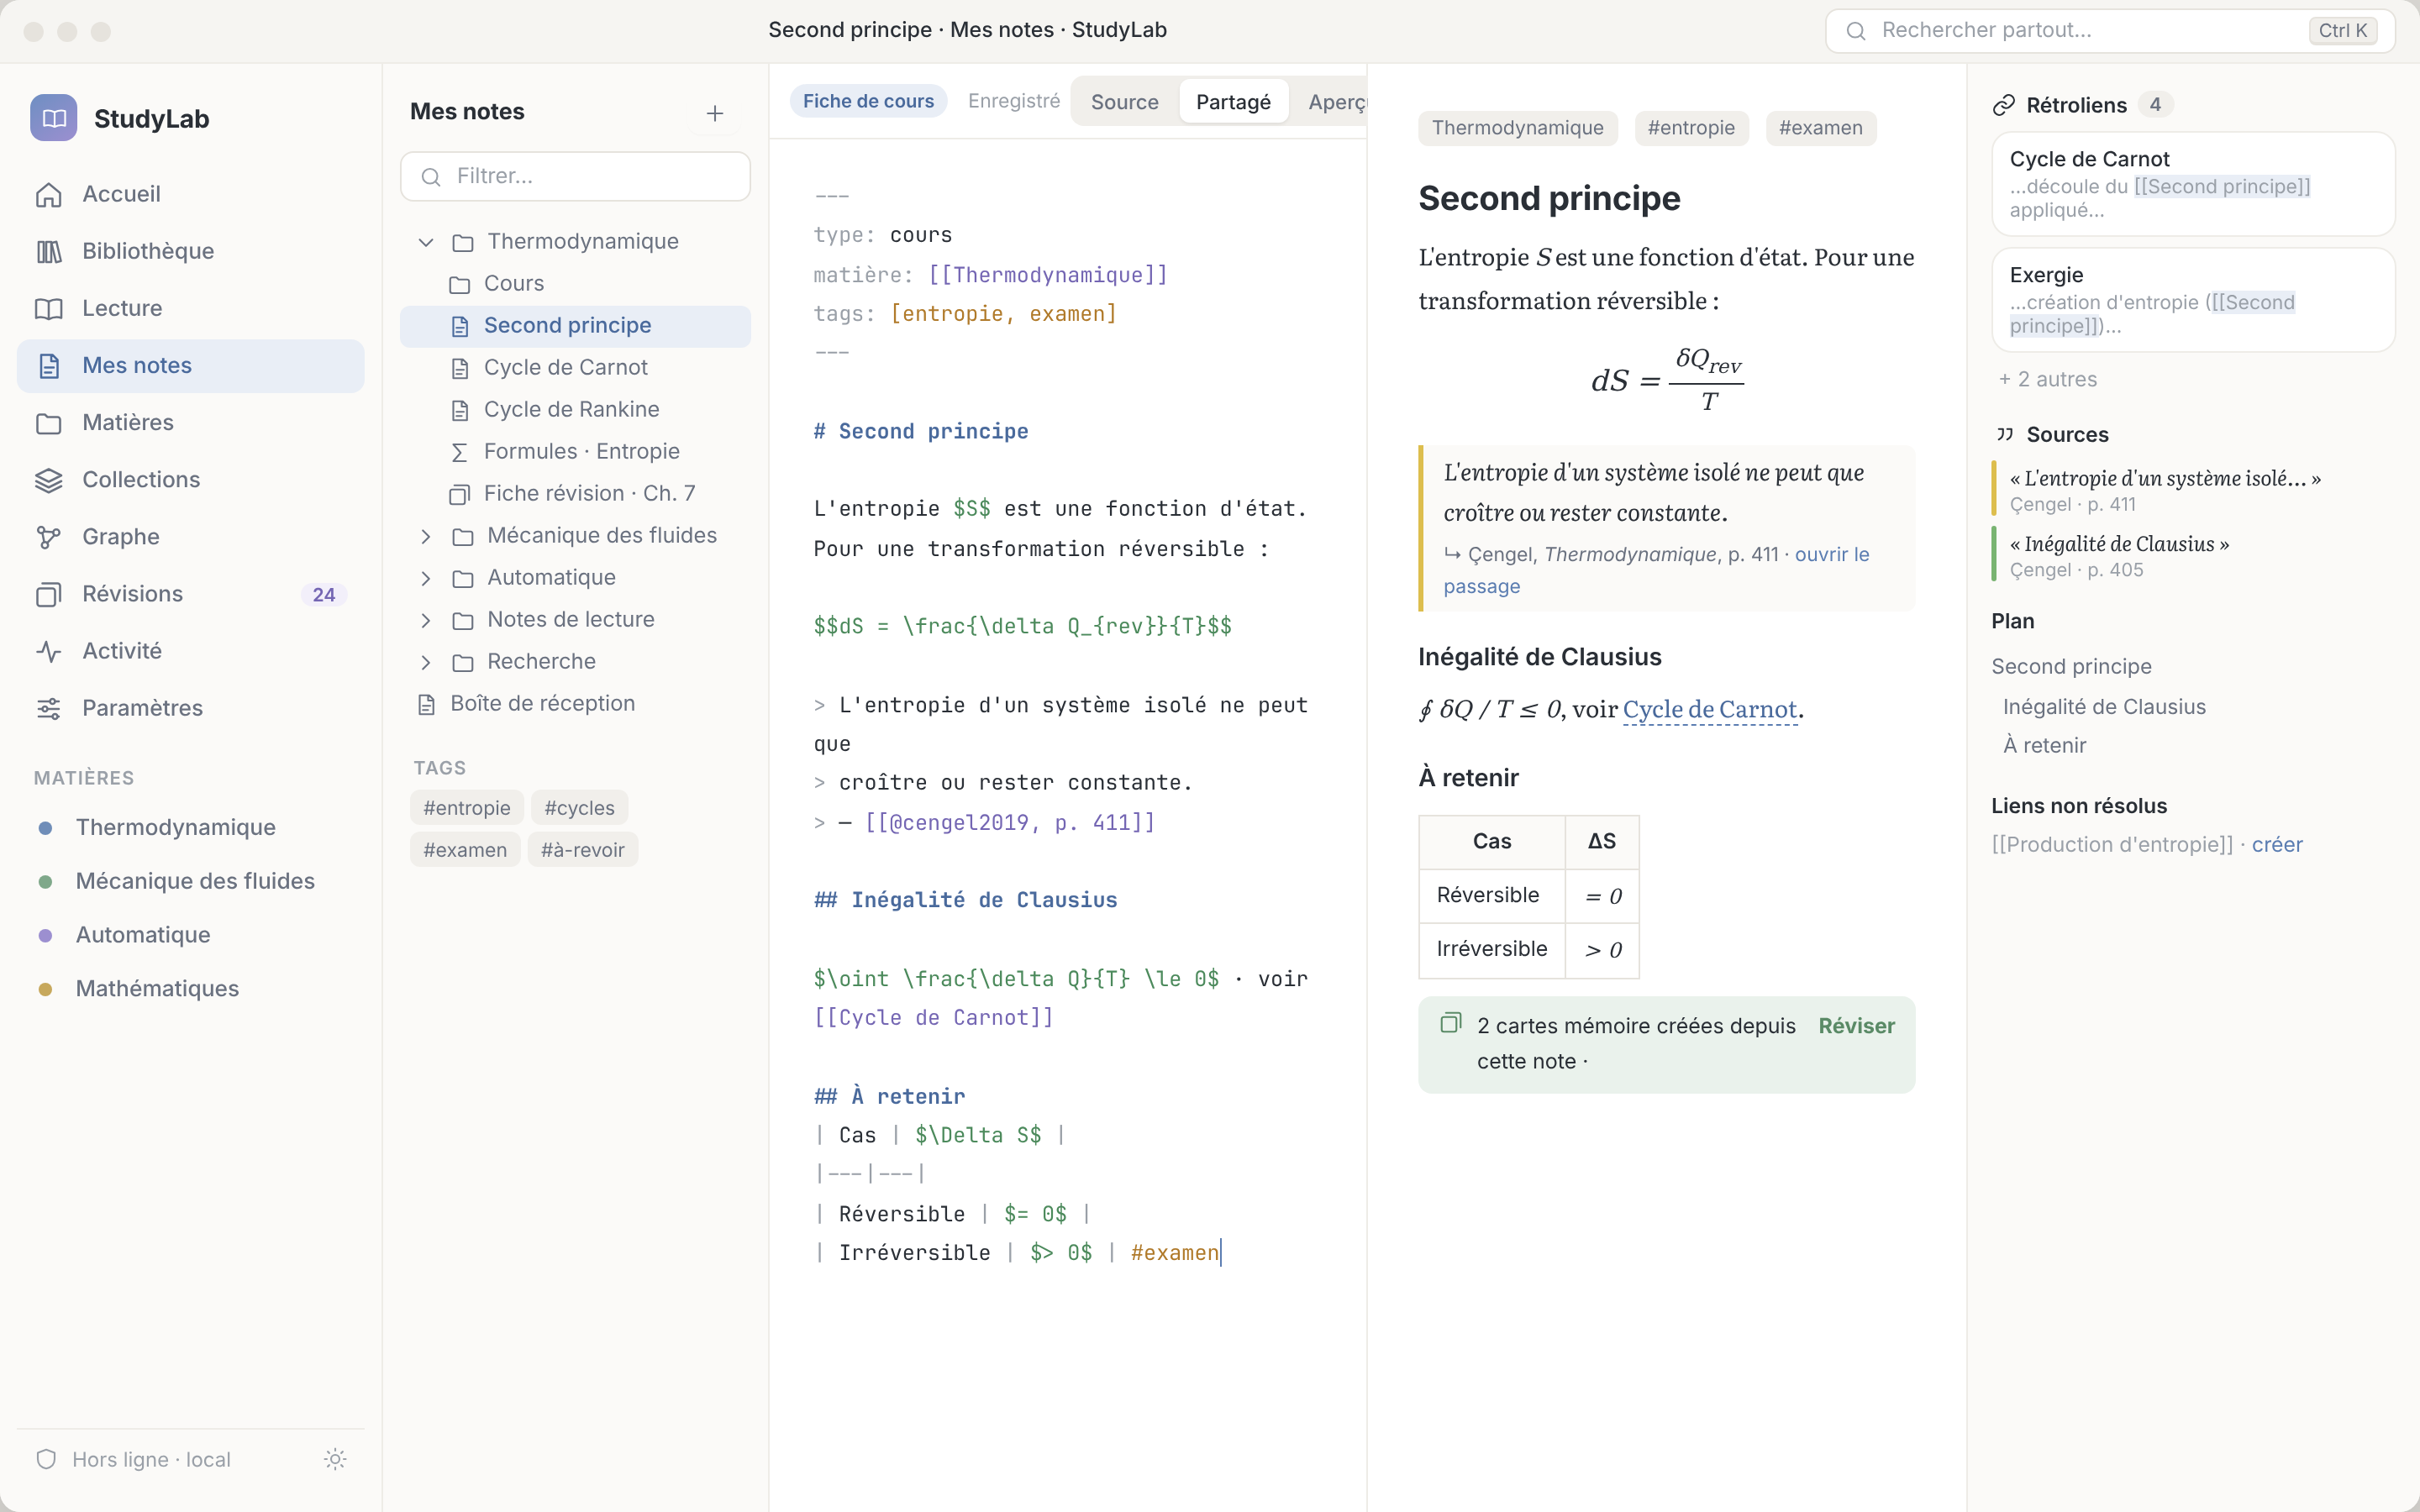 Second principe · Mes notes · StudyLab
Rechercher partout...
Ctrl K
StudyLab
Accueil
Bibliothèque
Lecture
Mes notes
Matières
Collections
Graphe
Révisions 24
Activité
Paramètres
MATIÈRES
Thermodynamique
Mécanique des fluides
Automatique
Mathématiques
Hors ligne · local
Mes notes
Filtrer...
Thermodynamique
Cours
Second principe
Cycle de Carnot
Cycle de Rankine
Formules · Entropie
Fiche révision · Ch. 7
Mécanique des fluides
Automatique
Notes de lecture
Recherche
Boîte de réception
TAGS
#entropie #cycles
#examen #à-revoir
Fiche de cours Enregistré Source Partagé Aperç
---
type: cours
matière: [[Thermodynamique]]
tags: [entropie, examen]
---
# Second principe
L'entropie $S$ est une fonction d'état.
Pour une transformation réversible :
$$dS = \frac{\delta Q_{rev}}{T}$$
> L'entropie d'un système isolé ne peut
que
> croître ou rester constante.
> — [[@cengel2019, p. 411]]
## Inégalité de Clausius
$\oint \frac{\delta Q}{T} \le 0$ · voir
[[Cycle de Carnot]]
## À retenir
| Cas | $\Delta S$ |
|---|---|
| Réversible | $= 0$ |
| Irréversible | $> 0$ | #examen
Thermodynamique #entropie #examen
Second principe
L'entropie S est une fonction d'état. Pour une
transformation réversible :
dS = δQrev / T
L'entropie d'un système isolé ne peut que
croître ou rester constante.
↪ Çengel, Thermodynamique, p. 411 · ouvrir le
passage
Inégalité de Clausius
∮ δQ / T ≤ 0, voir Cycle de Carnot.
À retenir
Cas ΔS
Réversible = 0
Irréversible > 0
2 cartes mémoire créées depuis Réviser
cette note ·
Rétroliens 4
Cycle de Carnot
...découle du [[Second principe]]
appliqué...
Exergie
...création d'entropie ([[Second
principe]])...
+ 2 autres
Sources
« L'entropie d'un système isolé... »
Çengel · p. 411
« Inégalité de Clausius »
Çengel · p. 405
Plan
Second principe
Inégalité de Clausius
À retenir
Liens non résolus
[[Production d'entropie]] · créer